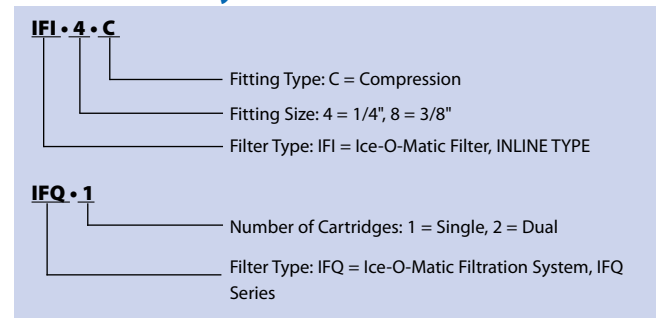 IFI • 4 • C
Fitting Type: C = Compression
Fitting Size: 4 = 1/4", 8 = 3/8"
Filter Type: IFI = Ice-O-Matic Filter, INLINE TYPE
IFQ • 1
Number of Cartridges: 1 = Single, 2 = Dual
Filter Type: IFQ = Ice-O-Matic Filtration System, IFQ
Series